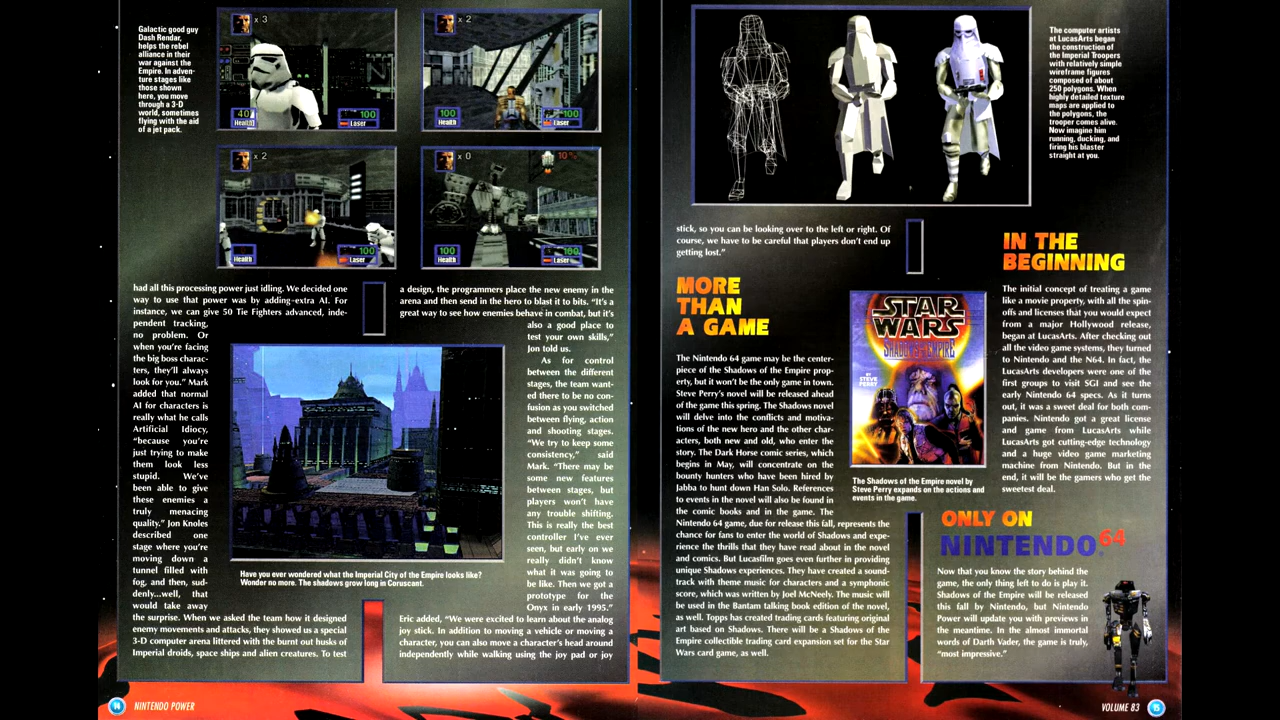 Galactic good guy
Dash Rendar,
helps the rebel
alliance in their
war against the
Empire. In adven-
ture stages like
those shown
here, you move
through a 3-D
world, sometimes
flying with the aid
of a jet pack.
x 3
40
Health
100
Laser
x 2
100
Health
100
Laser
x 2
Health
100
Laser
x 0
10%
100
Health
100
Laser
had all this processing power just idling. We decided one
way to use that power was by adding extra AI. For
instance, we can give 50 Tie Fighters advanced, inde-
pendent tracking,
no problem. Or
when you're facing
the big boss charac-
ters, they'll always
look for you." Mark
added that normal
AI for characters is
really what he calls
Artificial Idiocy,
"because you're
just trying to make
them look less
stupid. We've
been able to give
these enemies a
truly menacing
quality." Jon Knoles
described one
stage where you're
moving down a
tunnel filled with
fog, and then, sud-
denly...well, that
would take away
the surprise. When we asked the team how it designed
enemy movements and attacks, they showed us a special
3-D computer arena littered with the burnt out husks of
Imperial droids, space ships and alien creatures. To test
Have you ever wondered what the Imperial City of the Empire looks like?
Wonder no more. The shadows grow long in Coruscant.
a design, the programmers place the new enemy in the
arena and then send in the hero to blast it to bits. "It's a
great way to see how enemies behave in combat, but it's
also a good place to
test your own skills,"
Jon told us.
As for control
between the different
stages, the team want-
ed there to be no con-
fusion as you switched
between flying, action
and shooting stages.
"We try to keep some
consistency," said
Mark. "There may be
some new features
between stages, but
players won't have
any trouble shifting.
This is really the best
controller I've ever
seen, but early on we
really didn't know
what it was going to
be like. Then we got a
prototype for the
Onyx in early 1995."
Eric added, "We were excited to learn about the analog
joy stick. In addition to moving a vehicle or moving a
character, you can also move a character's head around
independently while walking using the joy pad or joy
14 NINTENDO POWER
The computer artists
at LucasArts began
the construction of
the Imperial Troopers
with relatively simple
wireframe figures
composed of about
250 polygons. When
highly detailed texture
maps are applied to
the polygons, the
trooper comes alive.
Now imagine him
running, ducking, and
firing his blaster
straight at you.
stick, so you can be looking over to the left or right. Of
course, we have to be careful that players don't end up
getting lost."
MORE
THAN
A GAME
The Nintendo 64 game may be the center-
piece of the Shadows of the Empire prop-
erty, but it won't be the only game in town.
Steve Perry's novel will be released ahead
of the game this spring. The Shadows novel
will delve into the conflicts and motiva-
tions of the new hero and the other char-
acters, both new and old, who enter the
story. The Dark Horse comic series, which
begins in May, will concentrate on the
bounty hunters who have been hired by
Jabba to hunt down Han Solo. References
to events in the novel will also be found in
the comic books and in the game. The
Nintendo 64 game, due for release this fall, represents the
chance for fans to enter the world of Shadows and expe-
rience the thrills that they have read about in the novel
and comics. But Lucasfilm goes even further in providing
unique Shadows experiences. They have created a sound-
track with theme music for characters and a symphonic
score, which was written by Joel McNeely. The music will
be used in the Bantam talking book edition of the novel,
as well. Topps has created trading cards featuring original
art based on Shadows. There will be a Shadows of the
Empire collectible trading card expansion set for the Star
Wars card game, as well.
STAR
WARS
SHADOWS OF THE EMPIRE
BY
STEVE
PERRY
The Shadows of the Empire novel by
Steve Perry expands on the actions and
events in the game.
IN THE
BEGINNING
The initial concept of treating a game
like a movie property, with all the spin-
offs and licenses that you would expect
from a major Hollywood release,
began at LucasArts. After checking out
all the video game systems, they turned
to Nintendo and the N64. In fact, the
LucasArts developers were one of the
first groups to visit SGI and see the
early Nintendo 64 specs. As it turns
out, it was a sweet deal for both com-
panies. Nintendo got a great license
and game from LucasArts while
LucasArts got cutting-edge technology
and a huge video game marketing
machine from Nintendo. But in the
end, it will be the gamers who get the
sweetest deal.
ONLY ON
NINTENDO64
Now that you know the story behind the
game, the only thing left to do is play it.
Shadows of the Empire will be released
this fall by Nintendo, but Nintendo
Power will update you with previews in
the meantime. In the almost immortal
words of Darth Vader, the game is truly,
"most impressive."
VOLUME 83 15